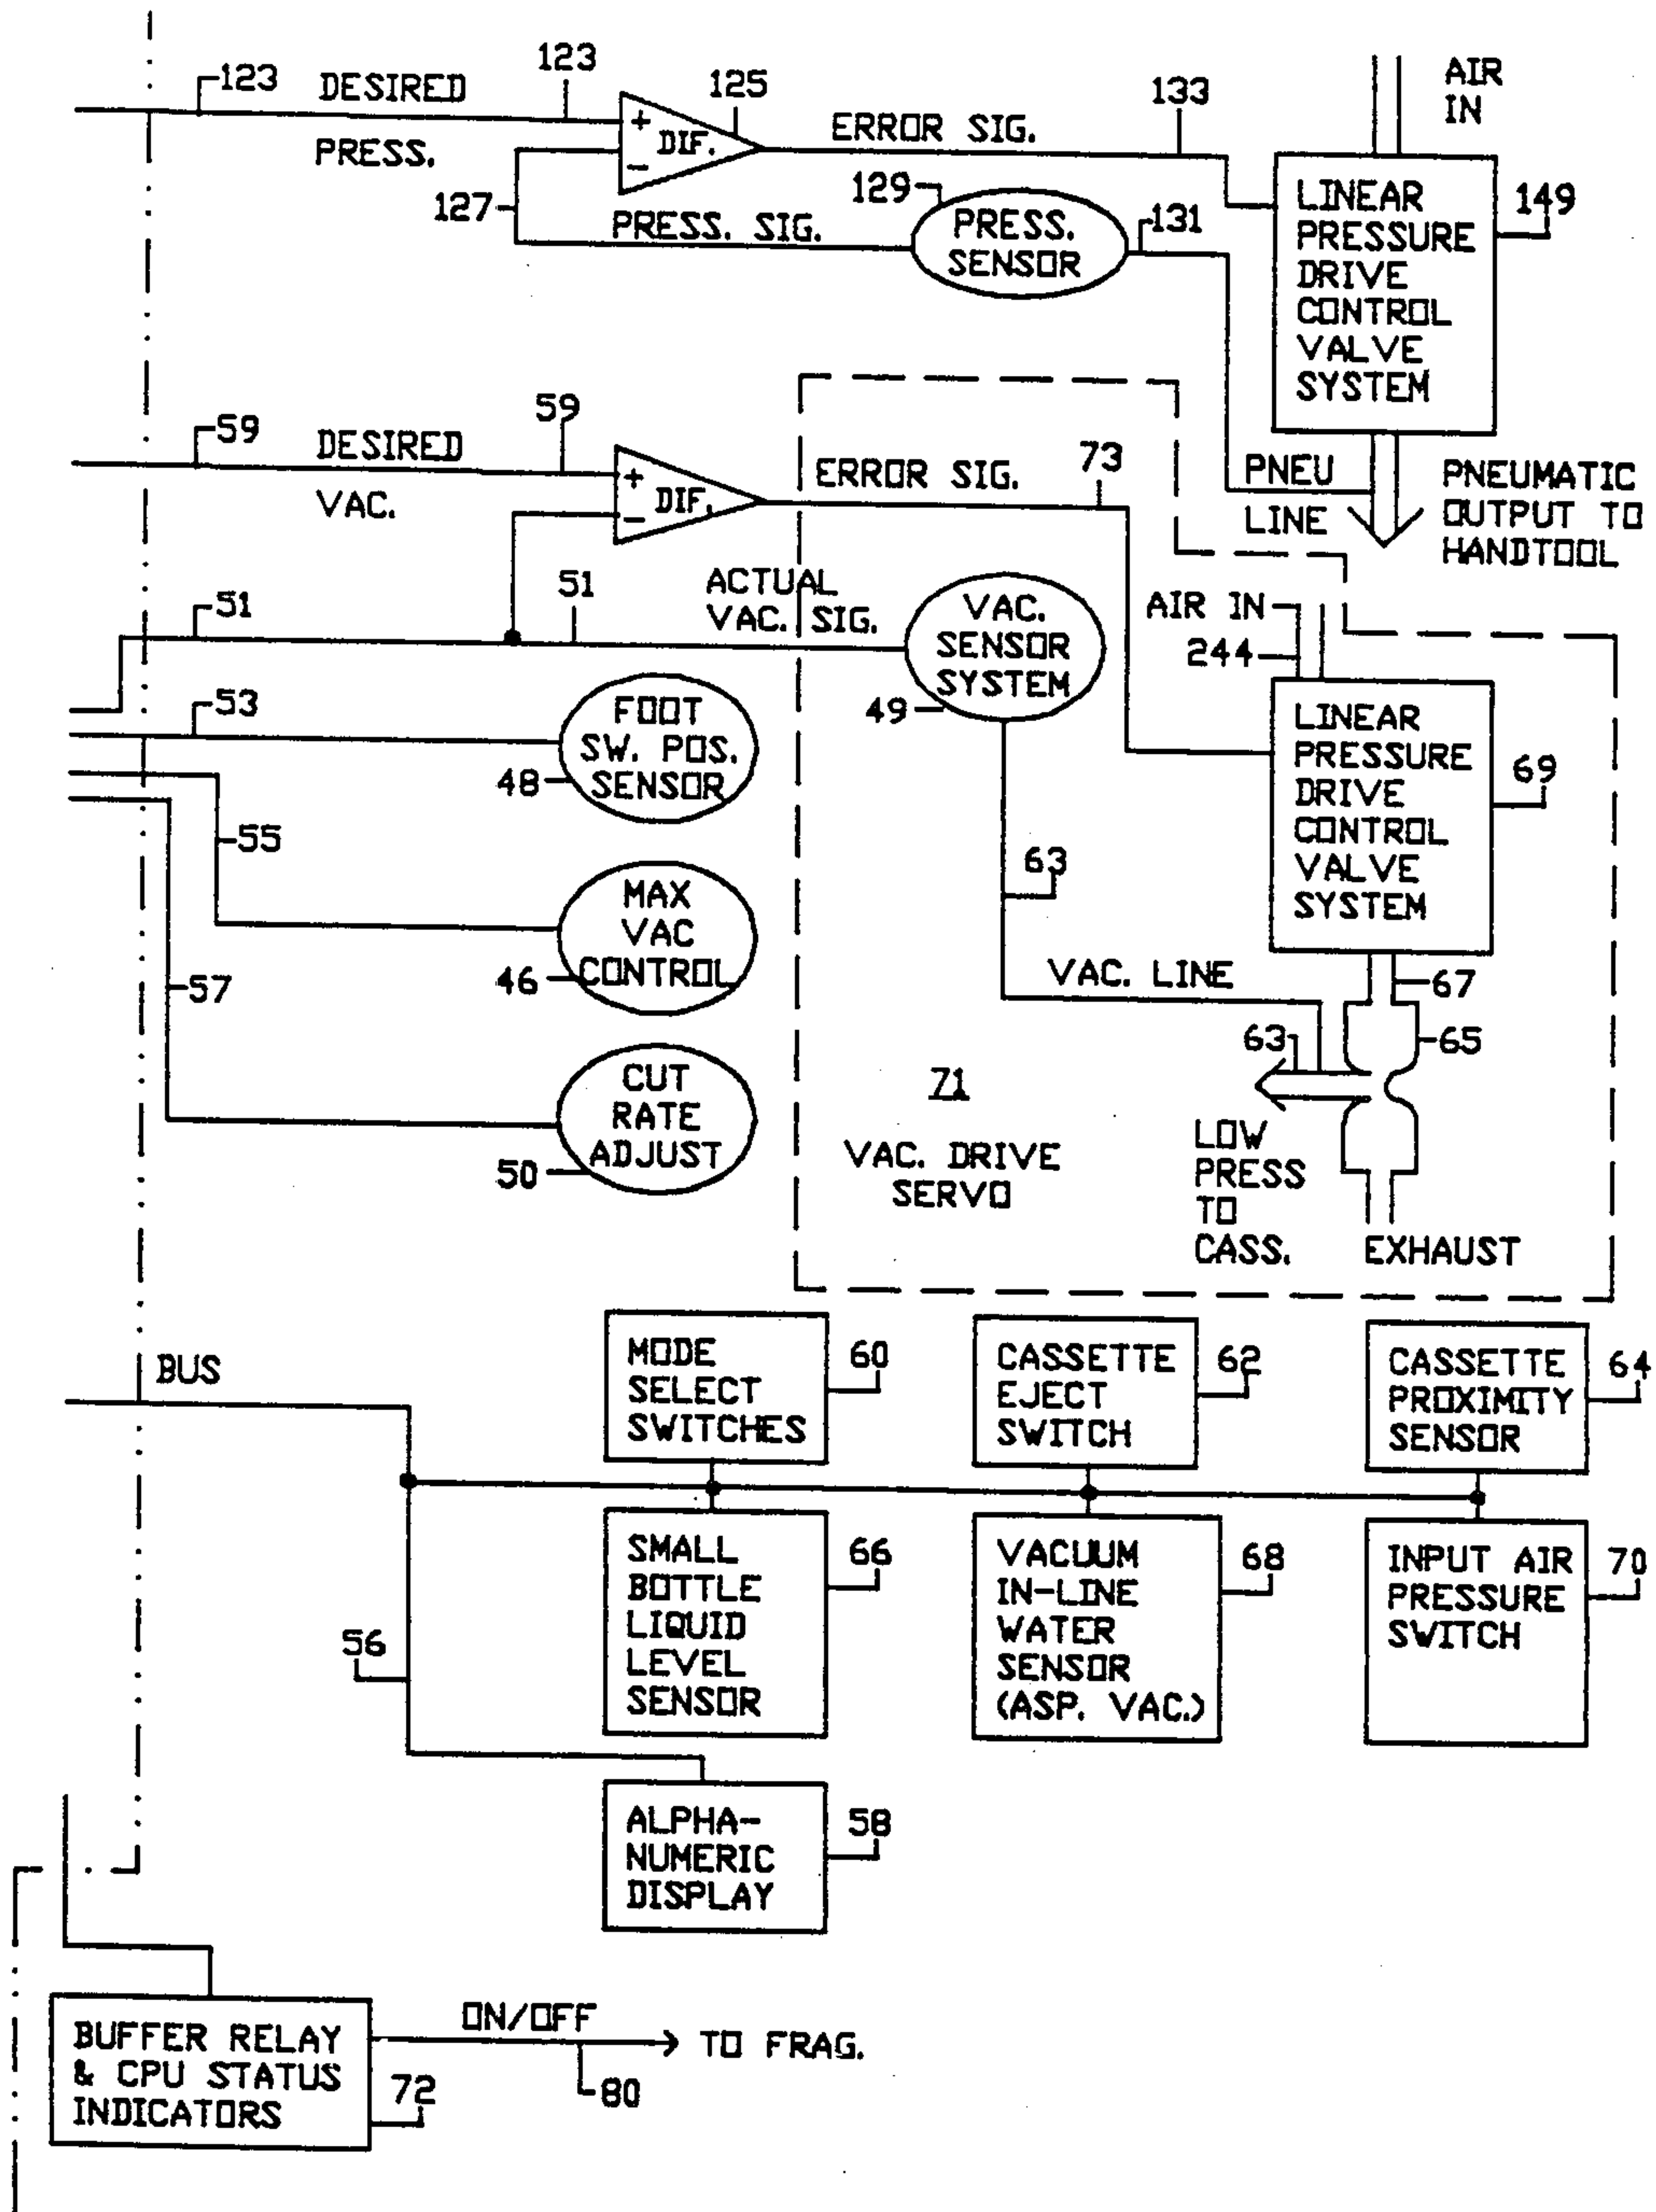 123 DESIRED 123 125 ERROR SIG. 133 AIR
IN
PRESS.
+
DIF.
-
127
PRESS. SIG.
129
PRESS.
SENSOR
131
LINEAR
PRESSURE
DRIVE
CONTROL
VALVE
SYSTEM
149
59 DESIRED 59
VAC.
+
DIF.
-
ERROR SIG. 73
PNEU
LINE
PNEUMATIC
OUTPUT TO
HANDTOOL
51
51
ACTUAL
VAC. SIG.
VAC.
SENSOR
SYSTEM
49
AIR IN
244
LINEAR
PRESSURE
DRIVE
CONTROL
VALVE
SYSTEM
69
53
FOOT
SW. POS.
SENSOR
48
55
MAX
VAC
CONTROL
46
57
CUT
RATE
ADJUST
50
63
VAC. LINE
67
65
63
71
VAC. DRIVE
SERVO
LOW
PRESS
TO
CASS.
EXHAUST
BUS
MODE
SELECT
SWITCHES
60
CASSETTE
EJECT
SWITCH
62
CASSETTE
PROXIMITY
SENSOR
64
SMALL
BOTTLE
LIQUID
LEVEL
SENSOR
66
VACUUM
IN-LINE
WATER
SENSOR
(ASP. VAC.)
68
INPUT AIR
PRESSURE
SWITCH
70
56
ALPHA-
NUMERIC
DISPLAY
58
BUFFER RELAY
& CPU STATUS
INDICATORS
72
ON/OFF
80
TO FRAG.